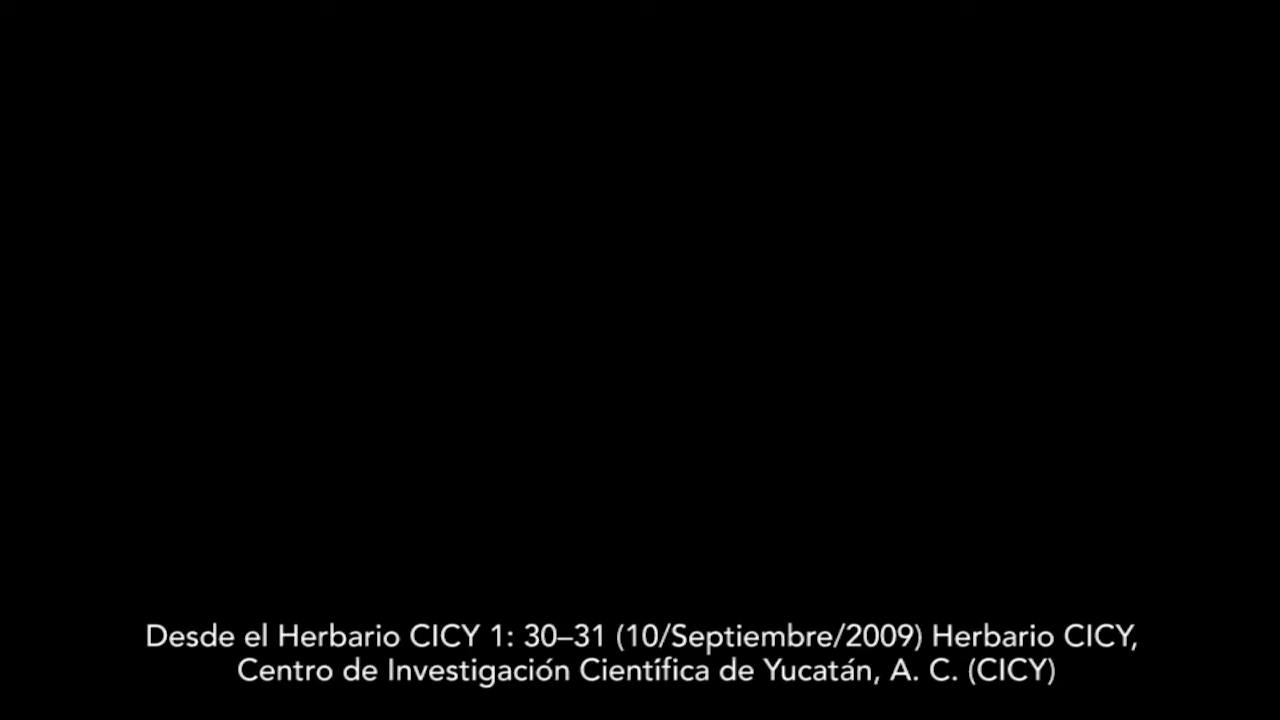 Desde el Herbario CICY 1: 30–31 (10/Septiembre/2009) Herbario CICY,
Centro de Investigación Científica de Yucatán, A. C. (CICY)